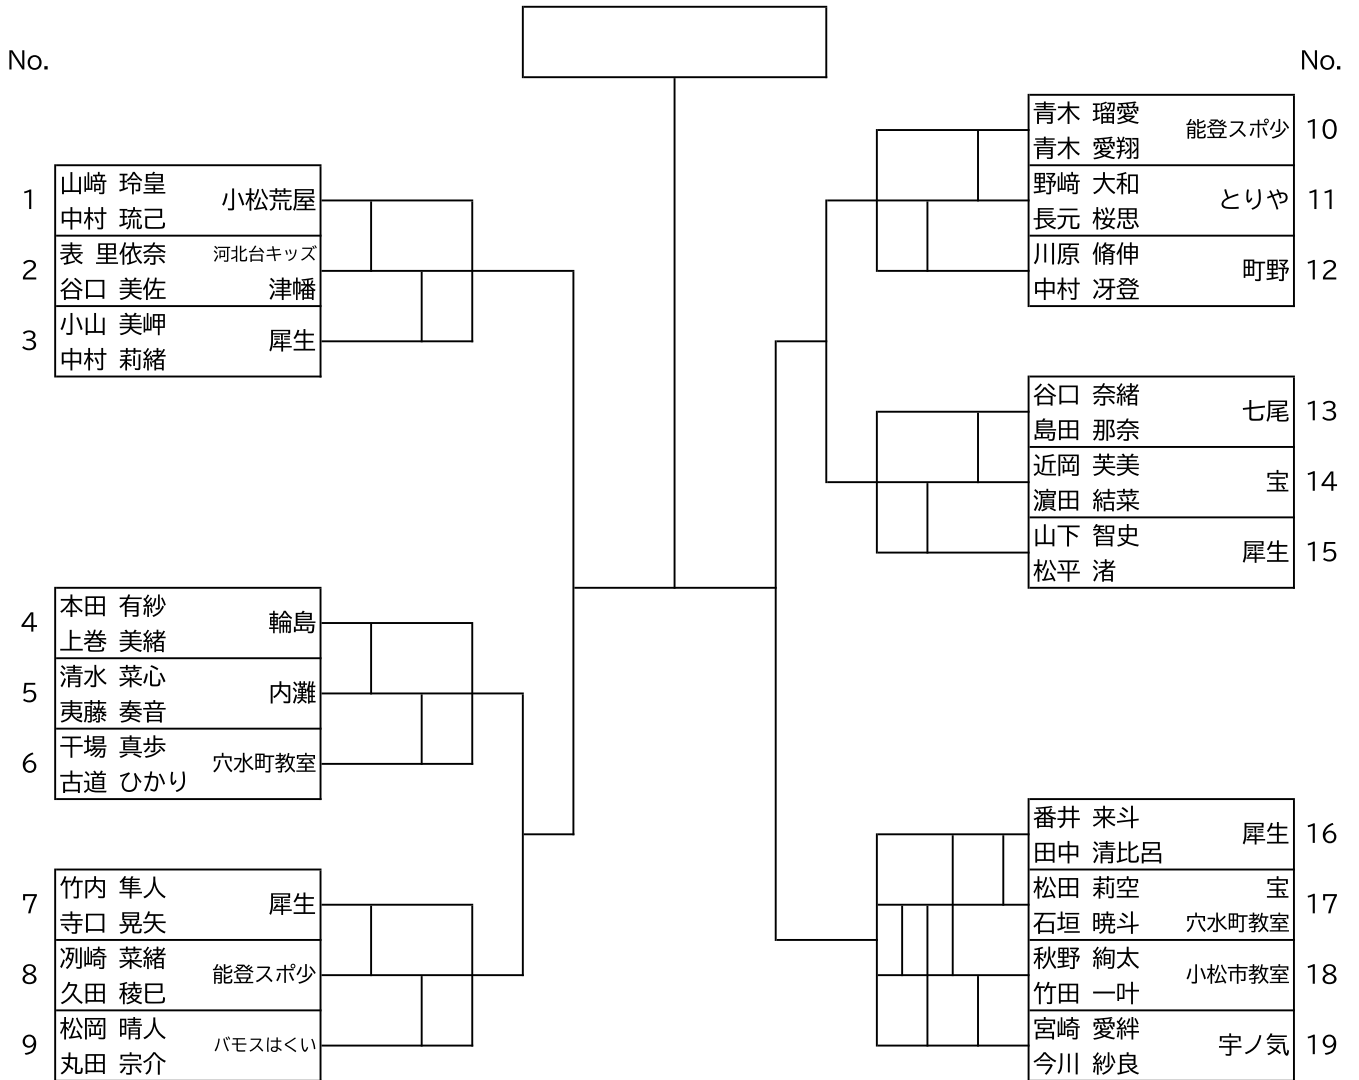 No.
1
山﨑 玲皇
中村 琉己
小松荒屋
2
表 里依奈 河北台キッズ
谷口 美佐 津幡
3
小山 美岬
中村 莉緒
犀生
4
本田 有紗
上巻 美緒
輪島
5
清水 菜心
夷藤 奏音
内灘
6
干場 真歩
古道 ひかり
穴水町教室
7
竹内 隼人
寺口 晃矢
犀生
8
冽崎 菜緒
久田 稜巳
能登スポ少
9
松岡 晴人
丸田 宗介
バモスはくい
No.
青木 瑠愛
青木 愛翔
能登スポ少
10
野﨑 大和
長元 桜思
とりや
11
川原 脩伸
中村 冴登
町野
12
谷口 奈緒
島田 那奈
七尾
13
近岡 芙美
濵田 結菜
宝
14
山下 智史
松平 渚
犀生
15
番井 来斗
田中 清比呂
犀生
16
松田 莉空 宝
石垣 暁斗 穴水町教室
17
秋野 絢太
竹田 一叶
小松市教室
18
宮崎 愛絆
今川 紗良
宇ノ気
19